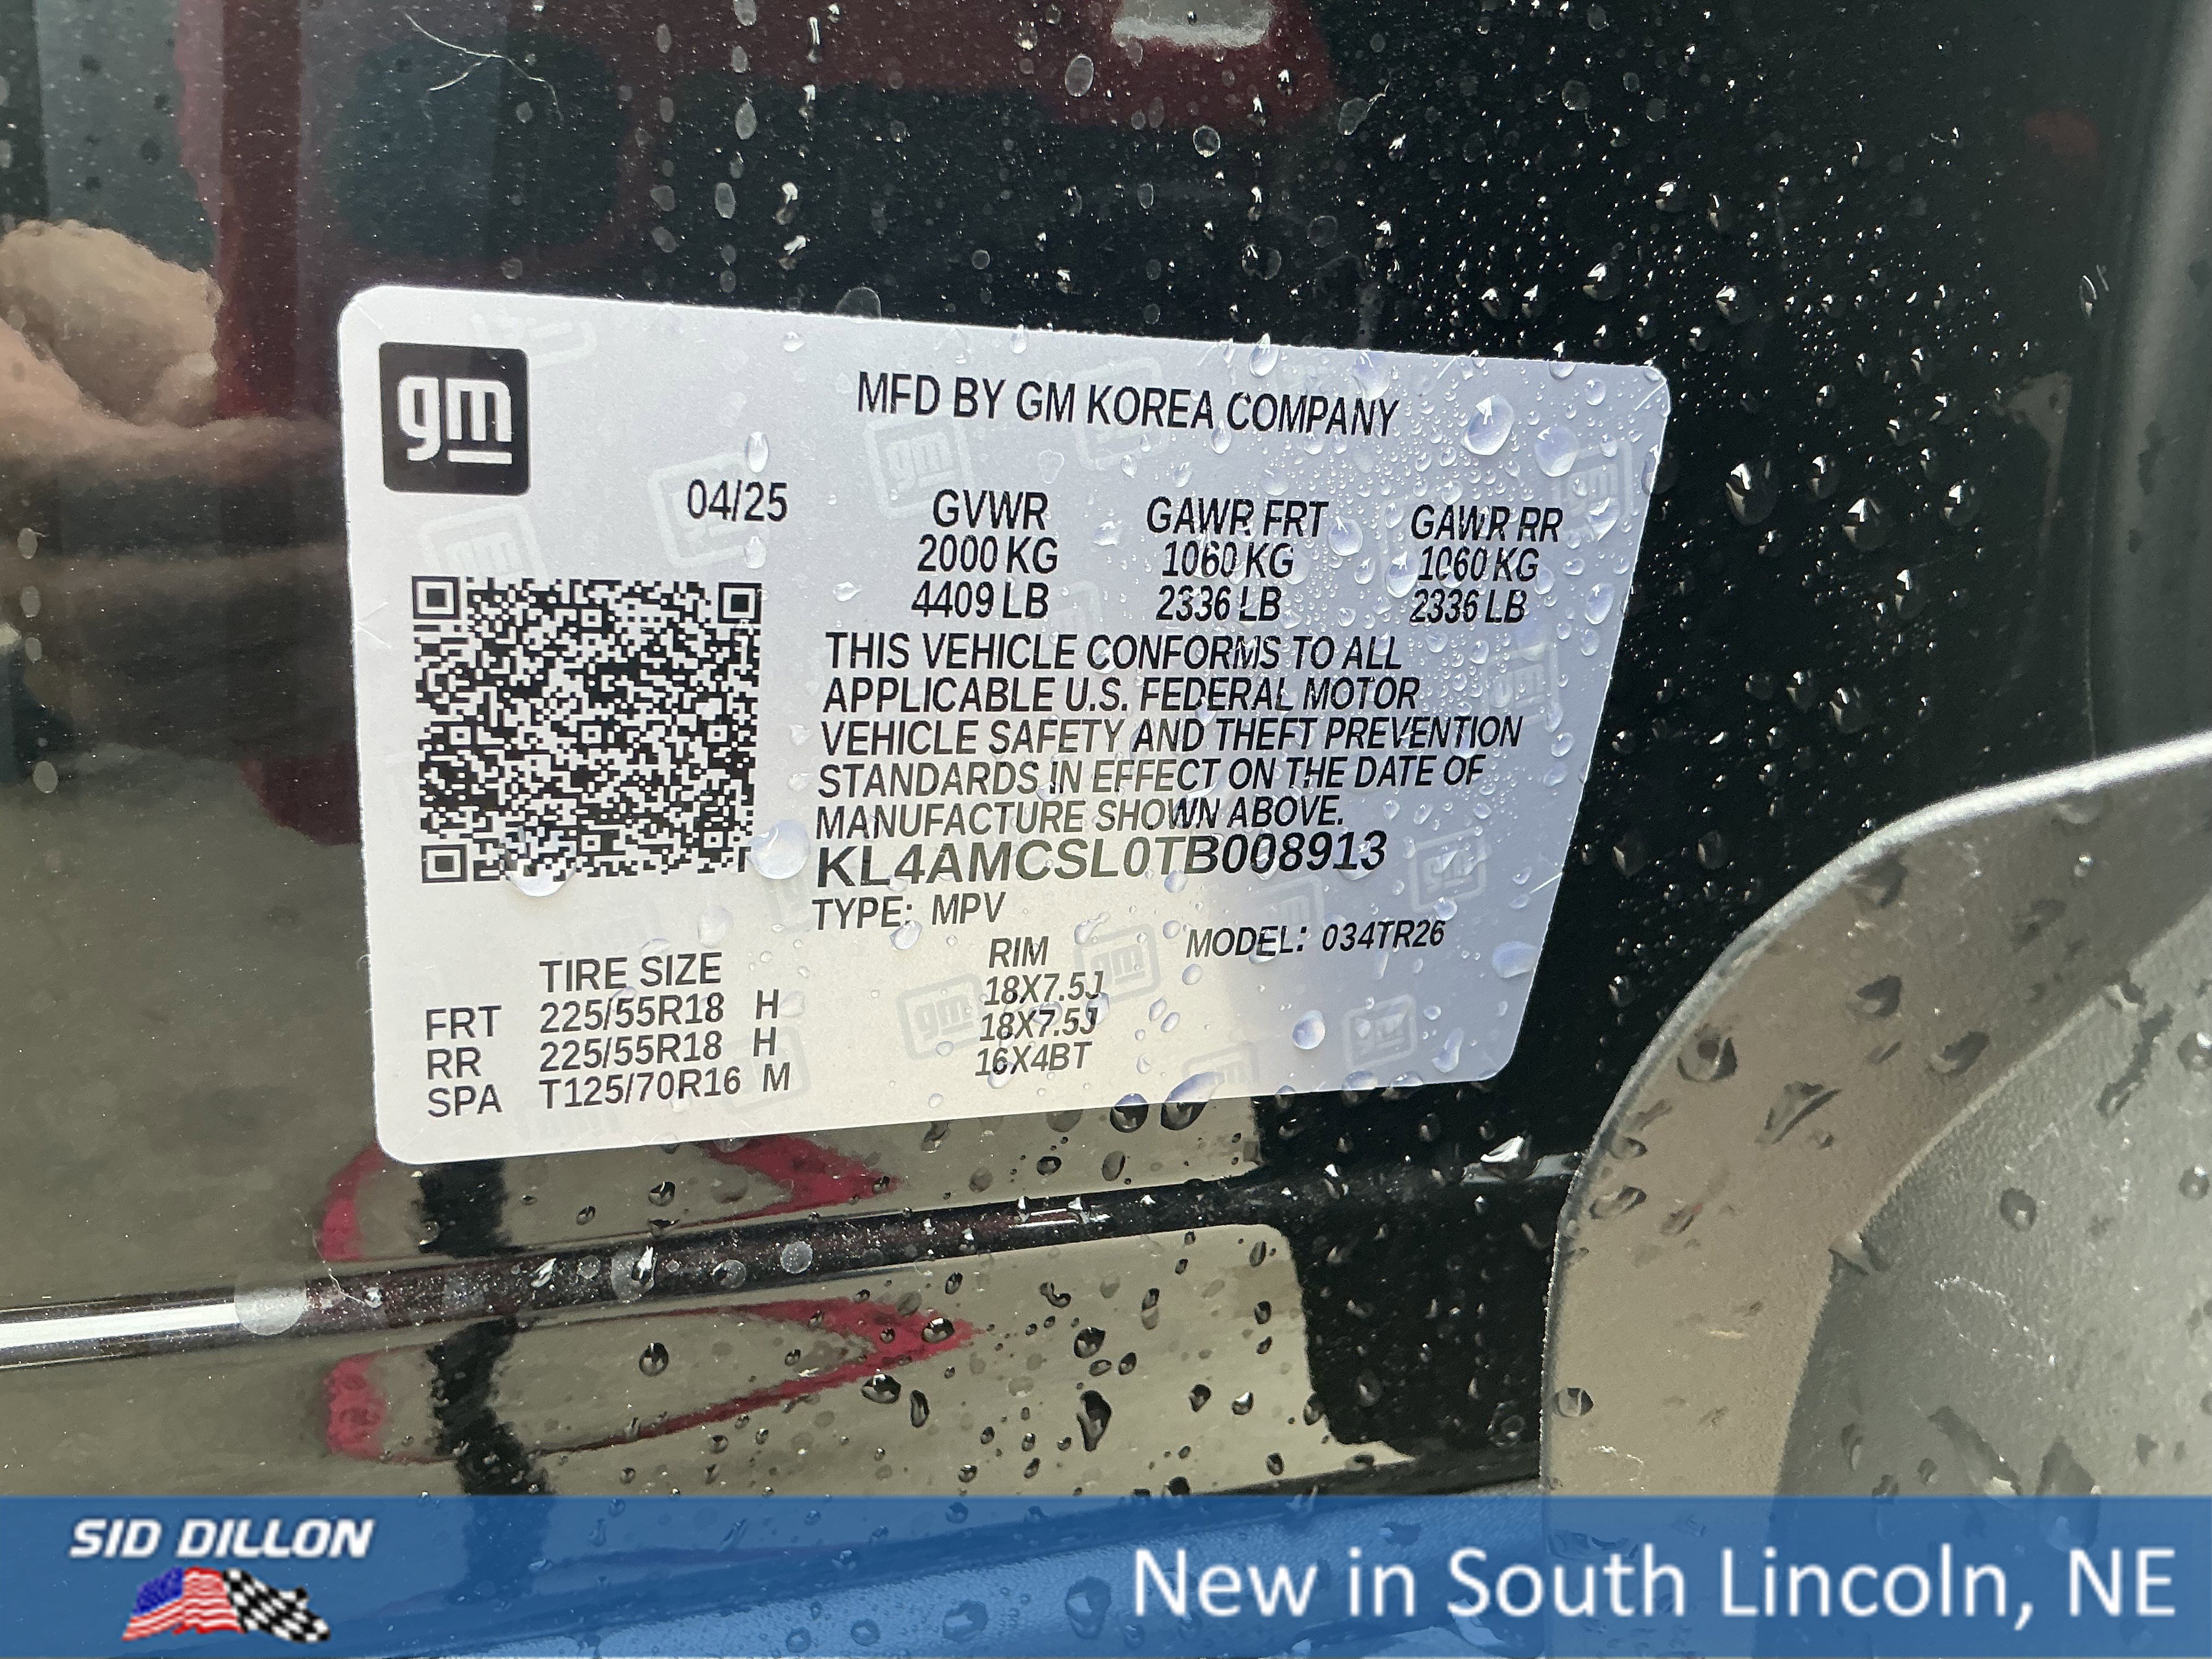 gm
MFD BY GM KOREA COMPANY
04/25
GVWR GAWR FRT GAWR RR
2000 KG 1060 KG 1060 KG
4409 LB 2336 LB 2336 LB
THIS VEHICLE CONFORMS TO ALL
APPLICABLE U.S. FEDERAL MOTOR
VEHICLE SAFETY AND THEFT PREVENTION
STANDARDS IN EFFECT ON THE DATE OF
MANUFACTURE SHOWN ABOVE.
KL4AMCSL0TB008913
TYPE: MPV
MODEL: 034TR26
TIRE SIZE RIM
FRT 225/55R18 H 18X7.5J
RR 225/55R18 H 18X7.5J
SPA T125/70R16 M 16X4BT
SID DILLON
New in South Lincoln, NE